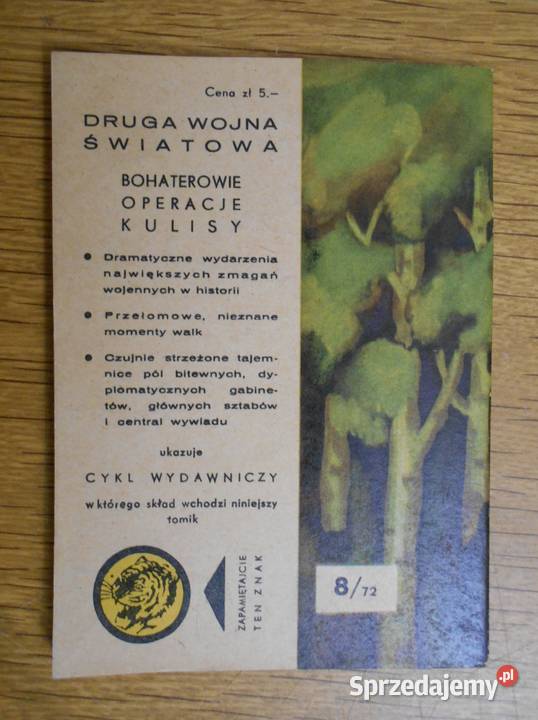 Cena zł 5.—
DRUGA WOJNA
ŚWIATOWA
BOHATEROWIE
OPERACJE
KULISY
● Dramatyczne wydarzenia
największych zmagań
wojennych w historii
● Przełomowe, nieznane
momenty walk
● Czujnie strzeżone tajem-
nice pól bitewnych, dy-
plomatycznych gabine-
tów, głównych sztabów
i central wywiadu
ukazuje
CYKL WYDAWNICZY
w którego skład wchodzi niniejszy
tomik
ZAPAMIĘTAJCIE
TEN ZNAK
8/72
Sprzedajemy.pl